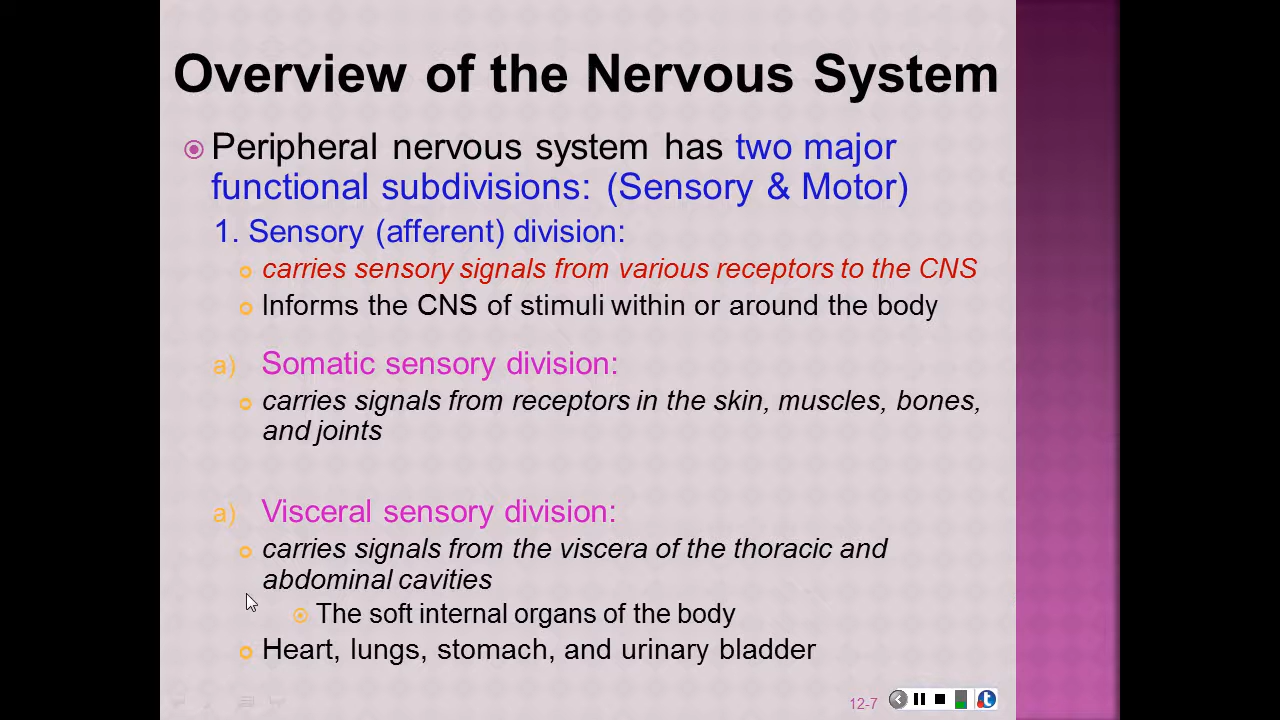 Overview of the Nervous System
Peripheral nervous system has two major
functional subdivisions: (Sensory & Motor)
1. Sensory (afferent) division:
carries sensory signals from various receptors to the CNS
Informs the CNS of stimuli within or around the body
a) Somatic sensory division:
carries signals from receptors in the skin, muscles, bones,
and joints
a) Visceral sensory division:
carries signals from the viscera of the thoracic and
abdominal cavities
The soft internal organs of the body
Heart, lungs, stomach, and urinary bladder
12-7
t